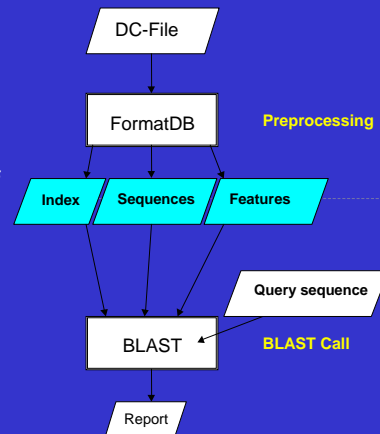 DC-File
FormatDB
Preprocessing
Index
Sequences
Features
Query sequence
BLAST
BLAST Call
Report